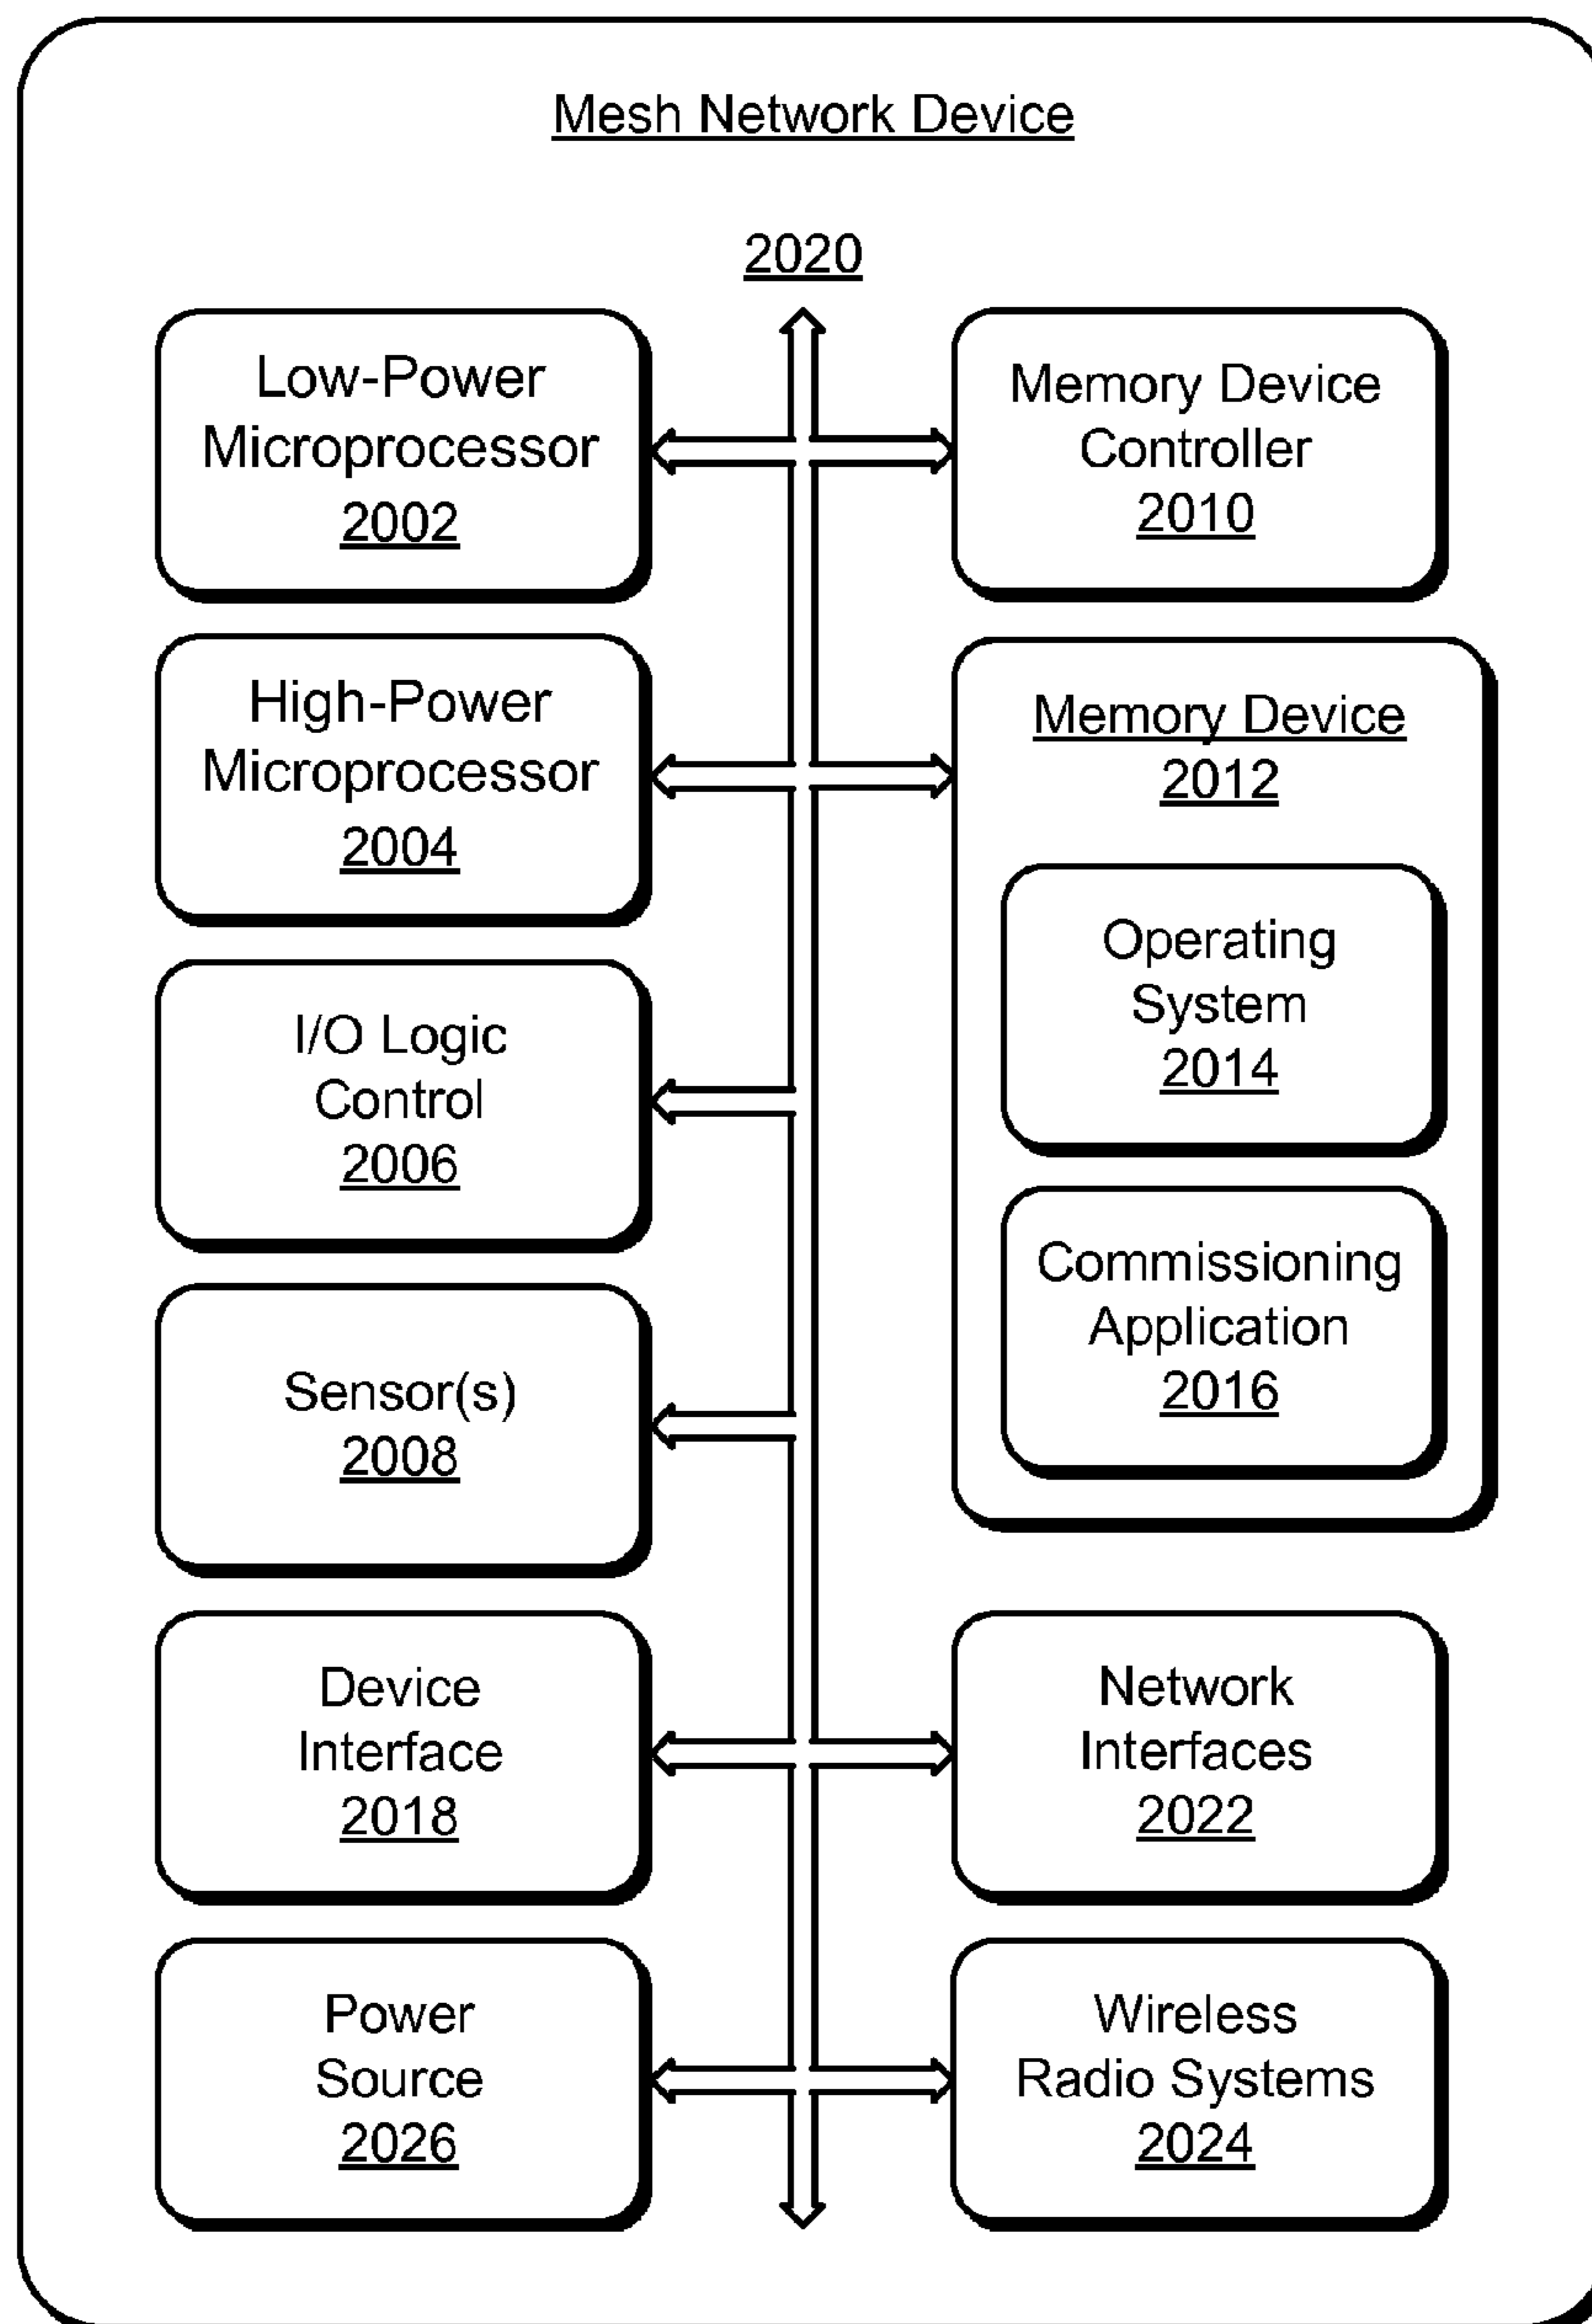 Mesh Network Device
2020
Low-Power
Microprocessor
2002
High-Power
Microprocessor
2004
I/O Logic
Control
2006
Sensor(s)
2008
Device
Interface
2018
Power
Source
2026
Memory Device
Controller
2010
Memory Device
2012
Operating
System
2014
Commissioning
Application
2016
Network
Interfaces
2022
Wireless
Radio Systems
2024